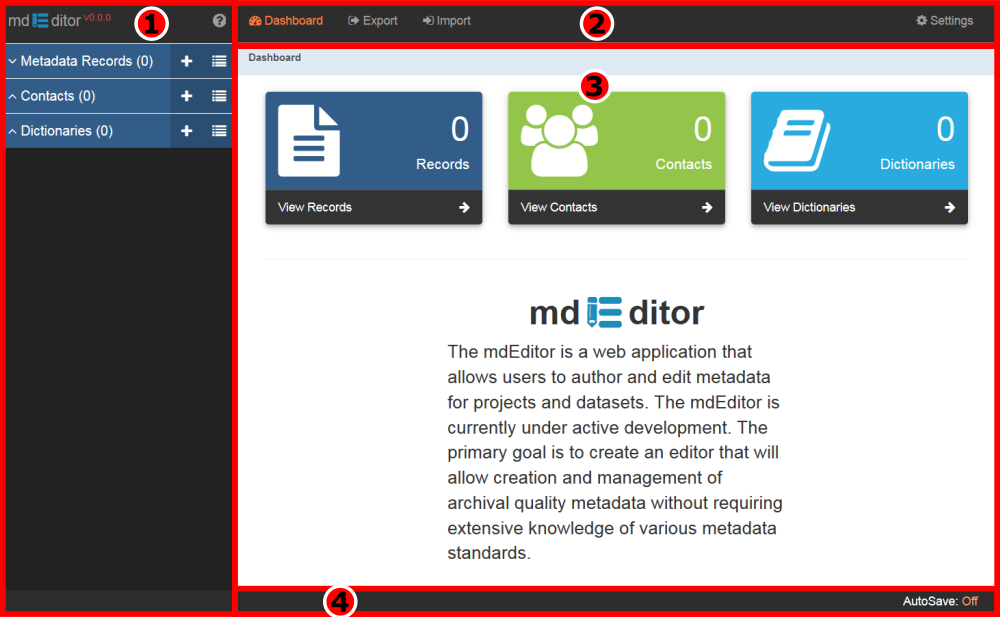 md ditor v0.0.0
1
Metadata Records (0)
Contacts (0)
Dictionaries (0)
Dashboard
Export
Import
2
Settings
Dashboard
3
0
Records
View Records
0
Contacts
View Contacts
0
Dictionaries
View Dictionaries
md ditor
The mdEditor is a web application that
allows users to author and edit metadata
for projects and datasets. The mdEditor is
currently under active development. The
primary goal is to create an editor that will
allow creation and management of
archival quality metadata without requiring
extensive knowledge of various metadata
standards.
4
AutoSave: Off